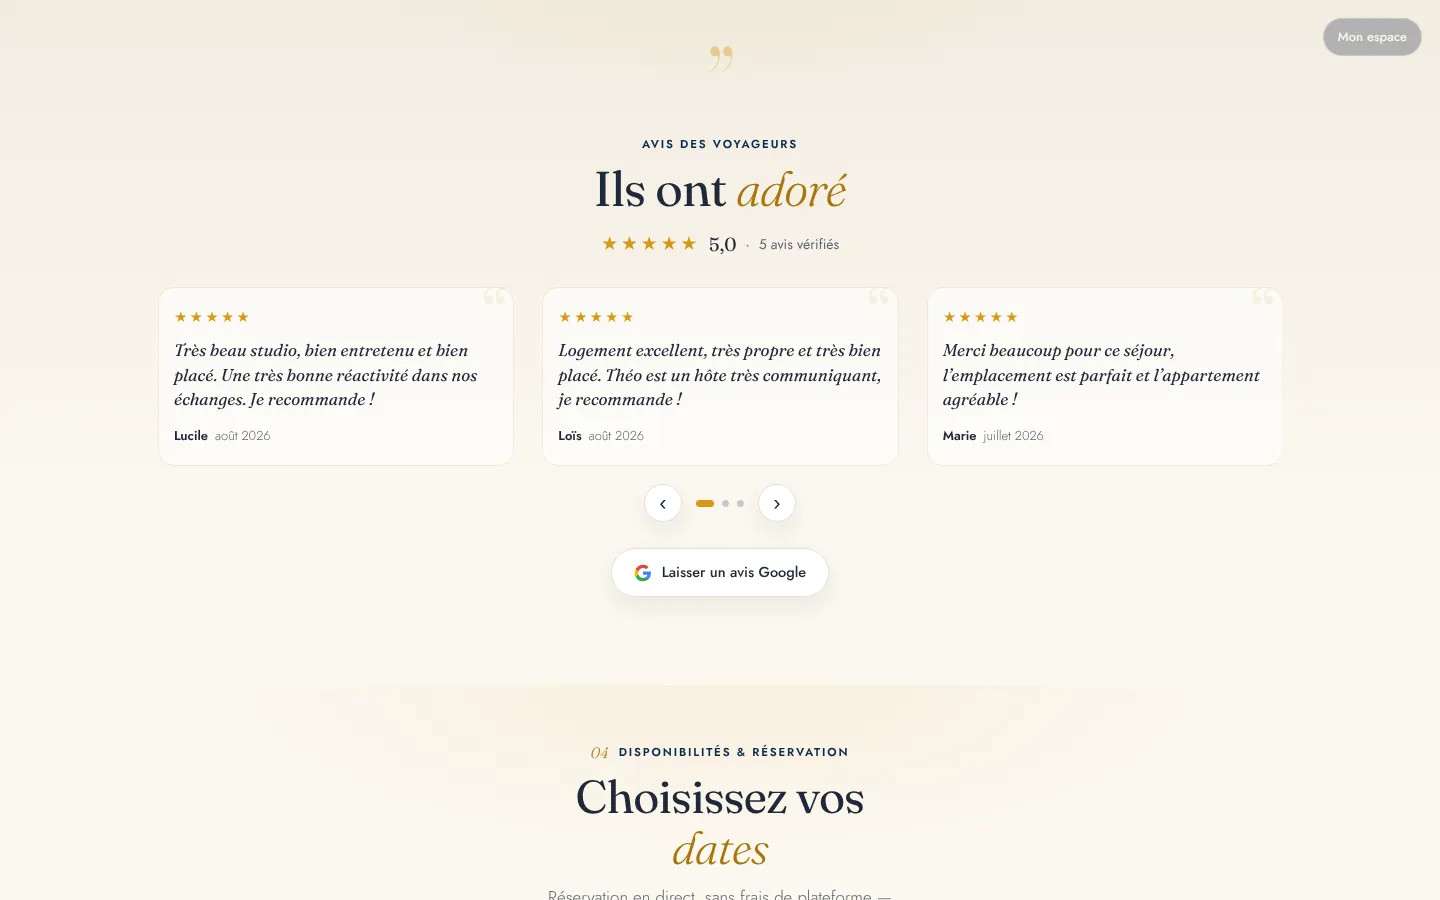 Mon espace
”
AVIS DES VOYAGEURS
Ils ont adoré
★★★★★ 5,0 · 5 avis vérifiés
“
★★★★★
Très beau studio, bien entretenu et bien
placé. Une très bonne réactivité dans nos
échanges. Je recommande !
Lucile août 2026
“
★★★★★
Logement excellent, très propre et très bien
placé. Théo est un hôte très communiquant,
je recommande !
Loïs août 2026
“
★★★★★
Merci beaucoup pour ce séjour,
l’emplacement est parfait et l’appartement
agréable !
Marie juillet 2026
‹ ›
Laisser un avis Google
04 DISPONIBILITÉS & RÉSERVATION
Choisissez vos
dates
Réservation en direct, sans frais de plateforme —